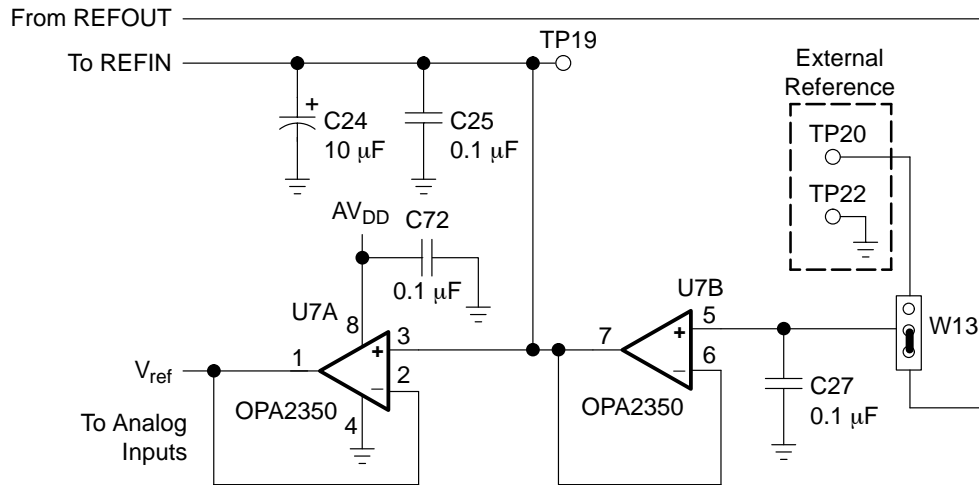 From REFOUT
To REFIN
TP19
External
Reference
C24
10 μF
+
C25
0.1 μF
TP20
TP22
AVDD
C72
0.1 μF
U7A
8
3
+
1
2
–
4
OPA2350
Vref
To Analog
Inputs
U7B
5
+
7
6
–
OPA2350
C27
0.1 μF
W13